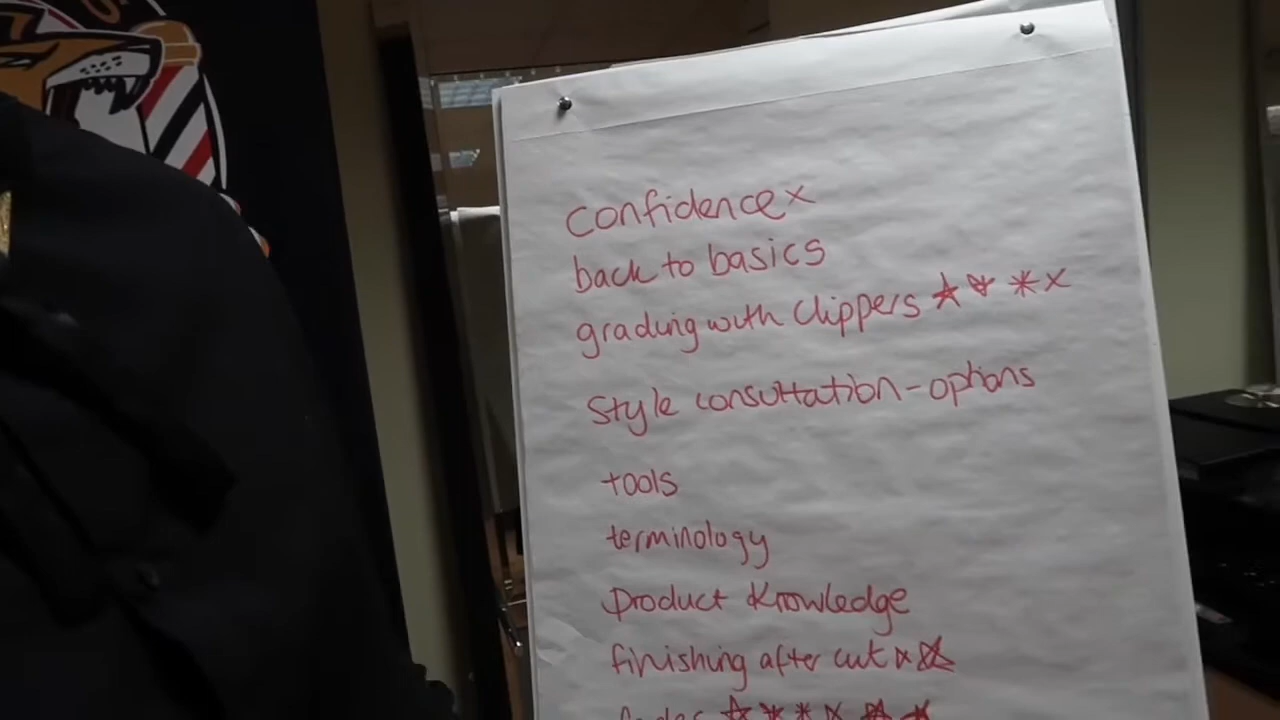 Confidence x
back to basics
grading with Clippers ★ ★ * x
Style consultation - options
tools
terminology
Product Knowledge
finishing after cut x ★